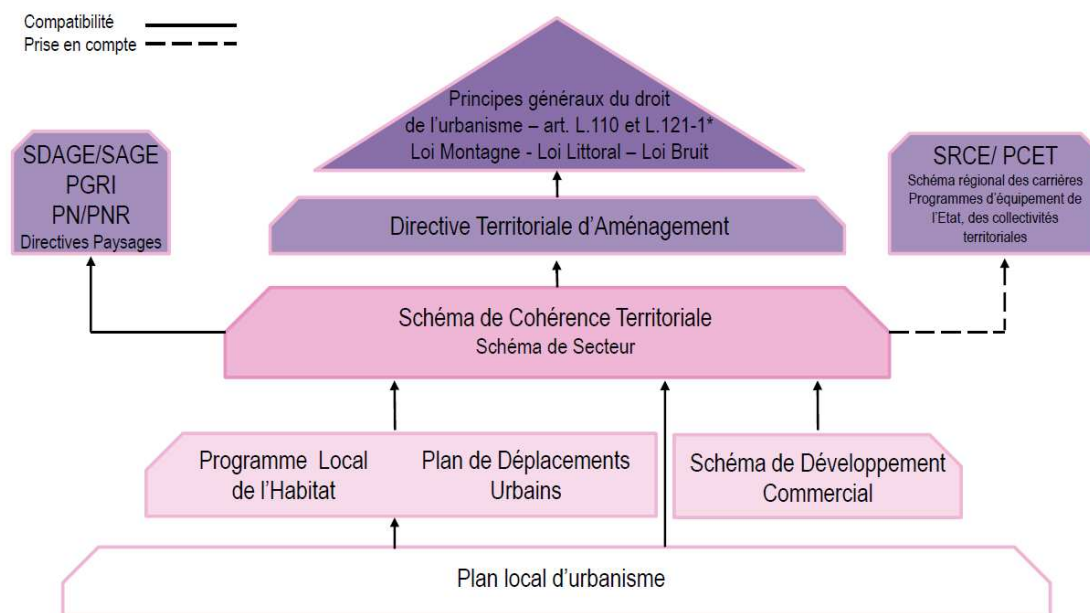 Compatibilité
Prise en compte
Principes généraux du droit
de l'urbanisme – art. L.110 et L.121-1*
Loi Montagne - Loi Littoral – Loi Bruit
SDAGE/SAGE
PGRI
PN/PNR
Directives Paysages
SRCE/ PCET
Schéma régional des carrières
Programmes d'équipement de
l'Etat, des collectivités
territoriales
Directive Territoriale d'Aménagement
Schéma de Cohérence Territoriale
Schéma de Secteur
Programme Local
de l'Habitat
Plan de Déplacements
Urbains
Schéma de Développement
Commercial
Plan local d'urbanisme